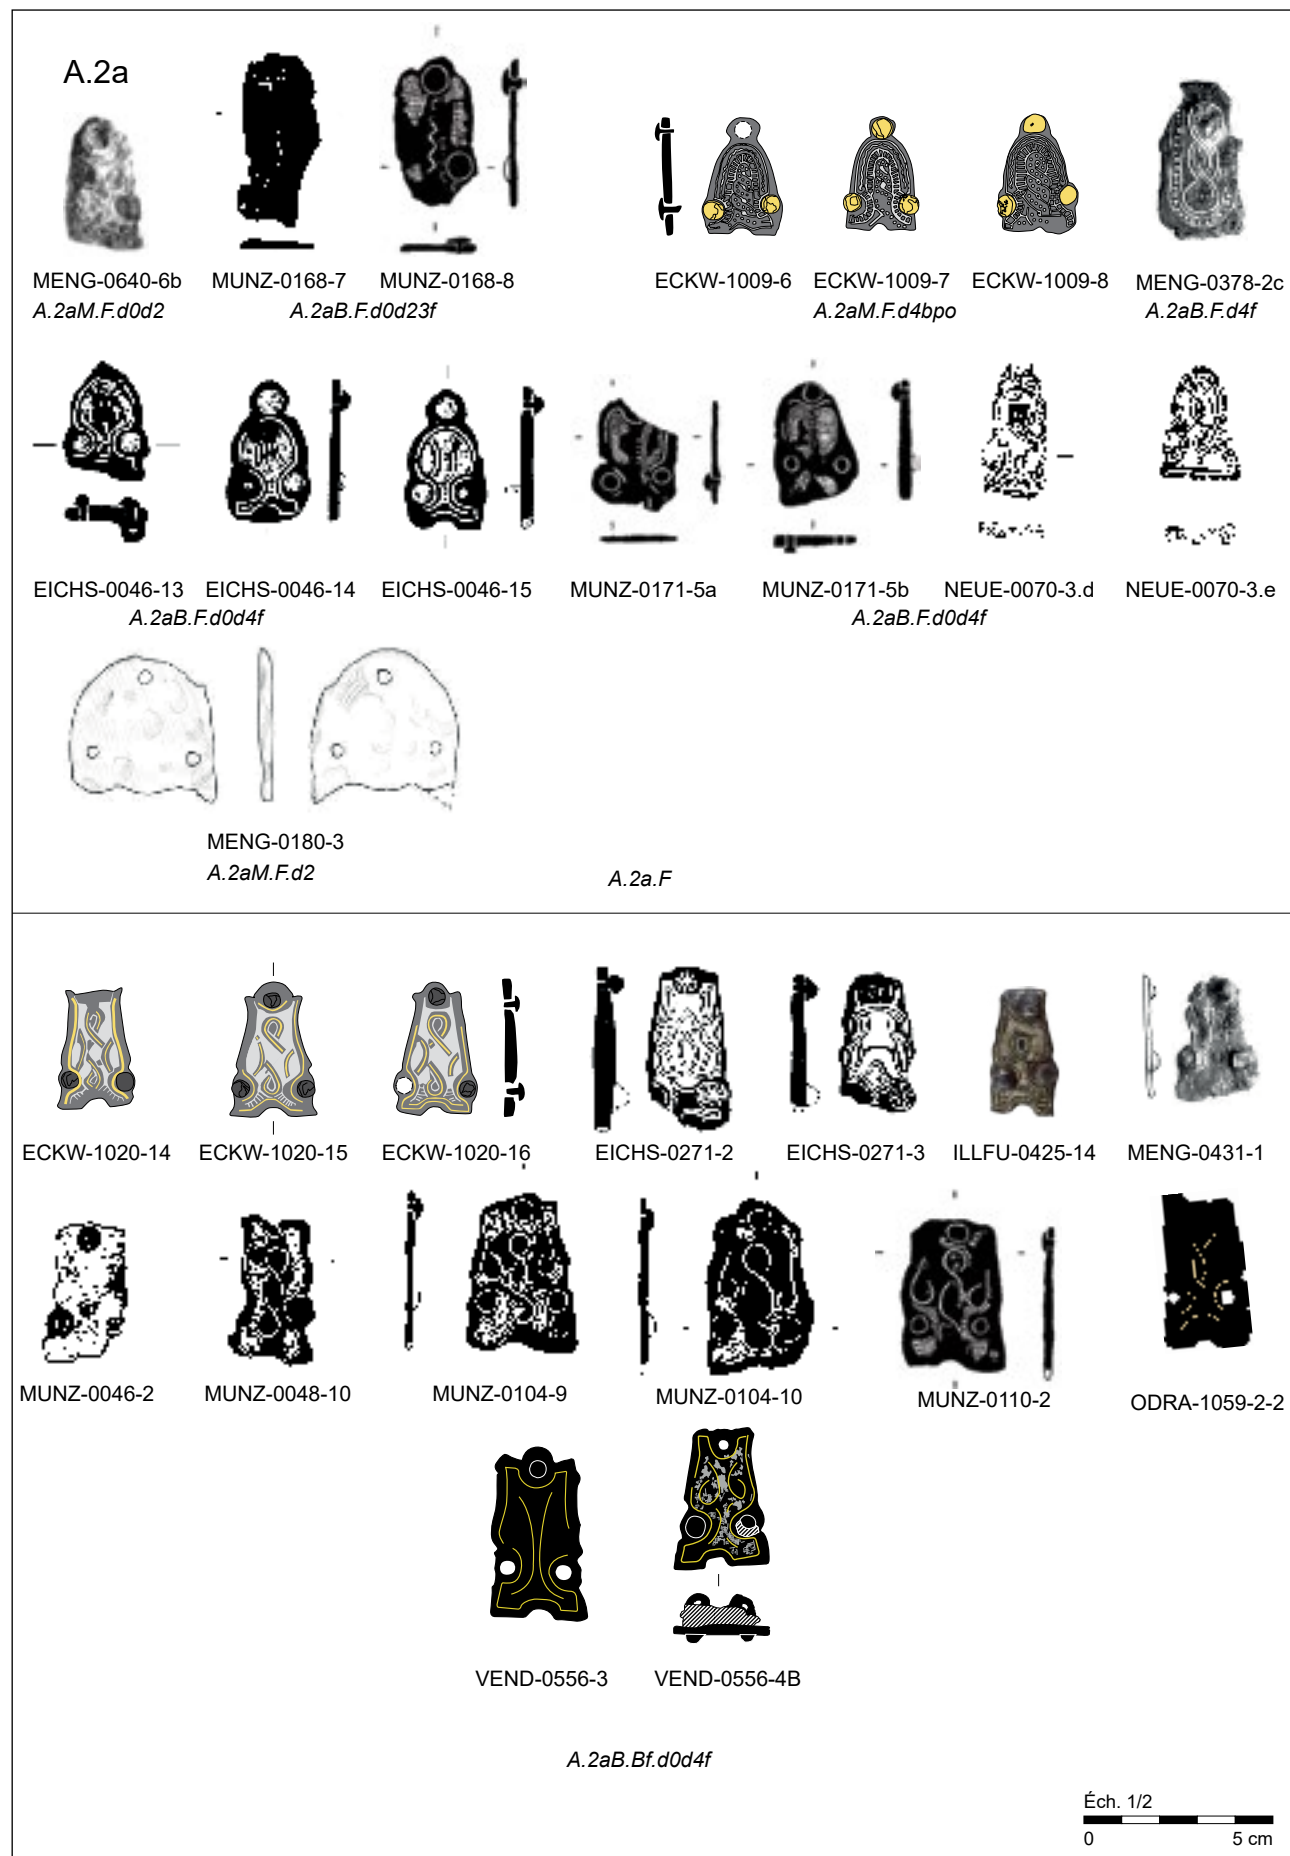 A.2a
MENG-0640-6b MUNZ-0168-7 MUNZ-0168-8 ECKW-1009-6 ECKW-1009-7 ECKW-1009-8 MENG-0378-2c
A.2aM.F.d0d2 A.2aB.F.d0d23f A.2aM.F.d4bpo A.2aB.F.d4f
EICHS-0046-13 EICHS-0046-14 EICHS-0046-15 MUNZ-0171-5a MUNZ-0171-5b NEUE-0070-3.d NEUE-0070-3.e
A.2aB.F.d0d4f A.2aB.F.d0d4f
MENG-0180-3
A.2aM.F.d2 A.2a.F
ECKW-1020-14 ECKW-1020-15 ECKW-1020-16 EICHS-0271-2 EICHS-0271-3 ILLFU-0425-14 MENG-0431-1
MUNZ-0046-2 MUNZ-0048-10 MUNZ-0104-9 MUNZ-0104-10 MUNZ-0110-2 ODRA-1059-2-2
VEND-0556-3 VEND-0556-4B
A.2aB.Bf.d0d4f
Éch. 1/2
0 5 cm